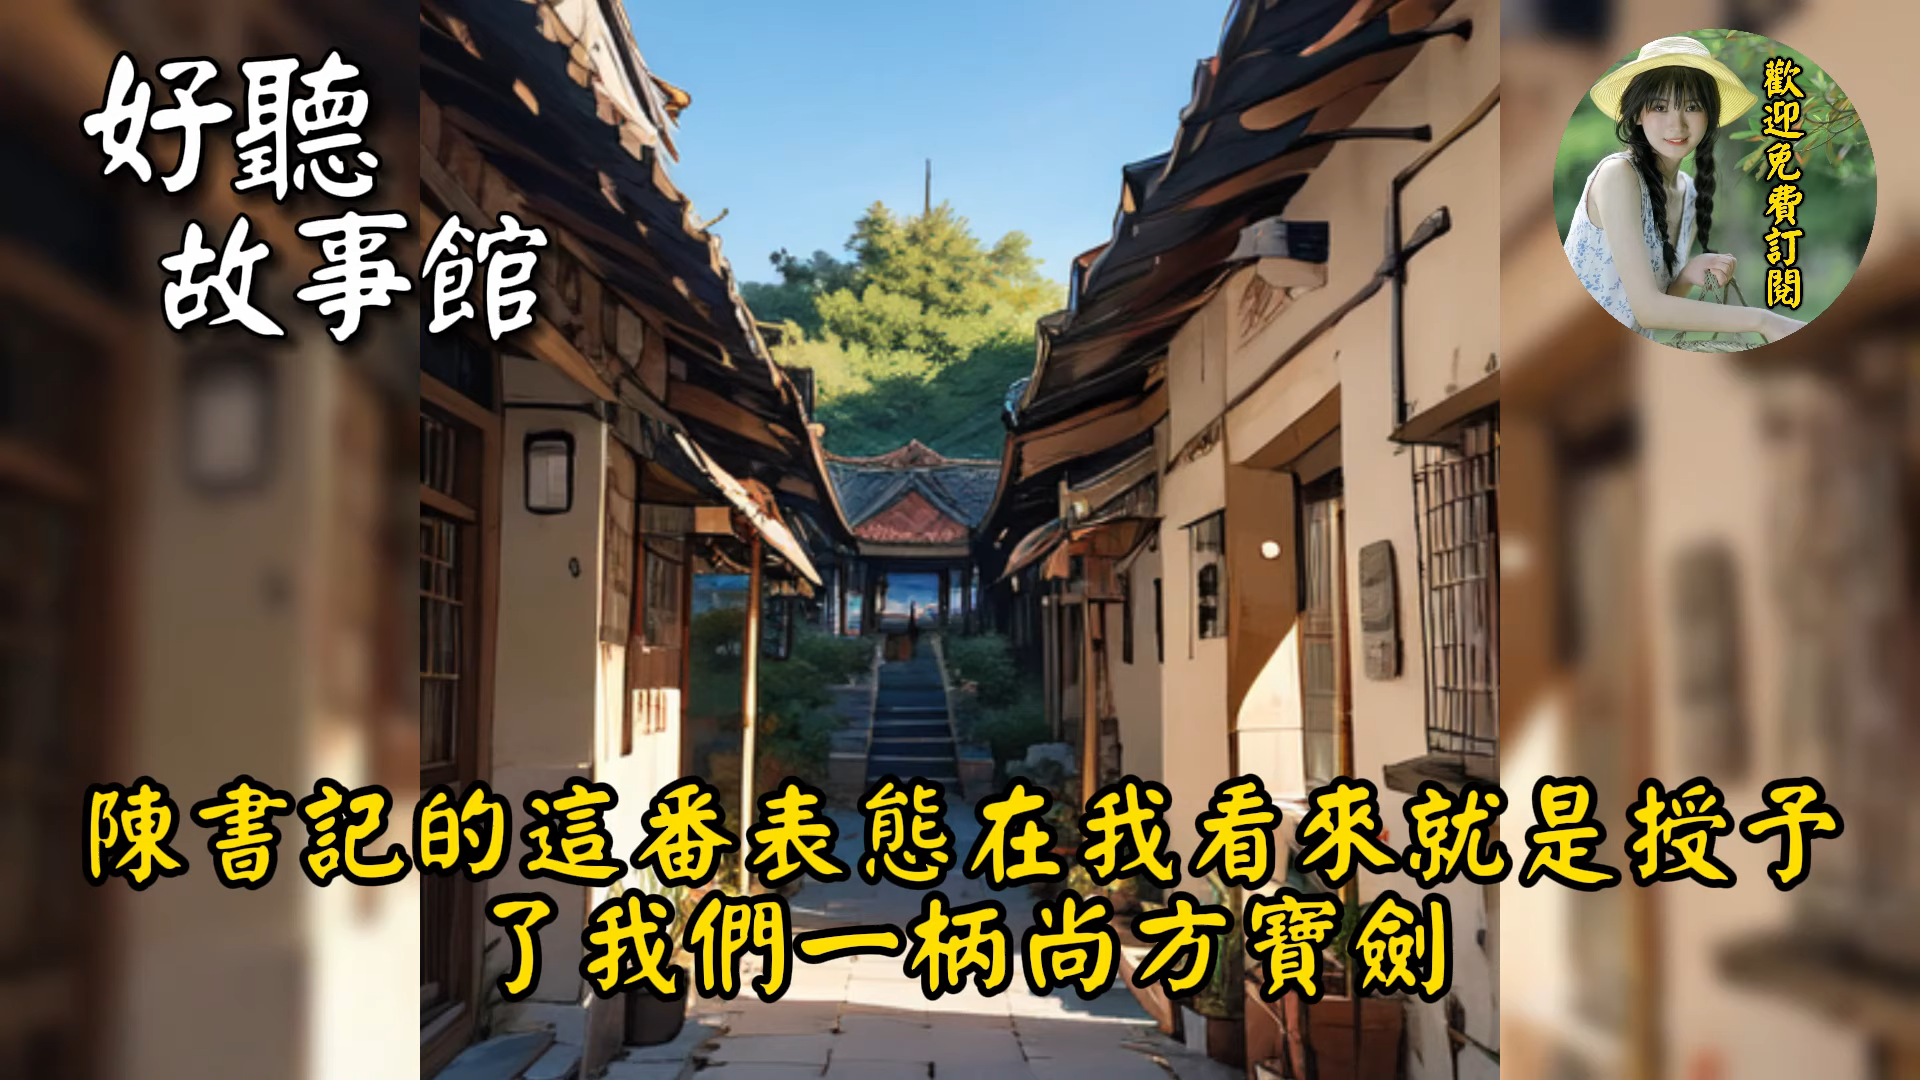 好聽
故事館
歡迎免費訂閱
陳書記的這番表態在我看來就是授予
了我們一柄尚方寶劍